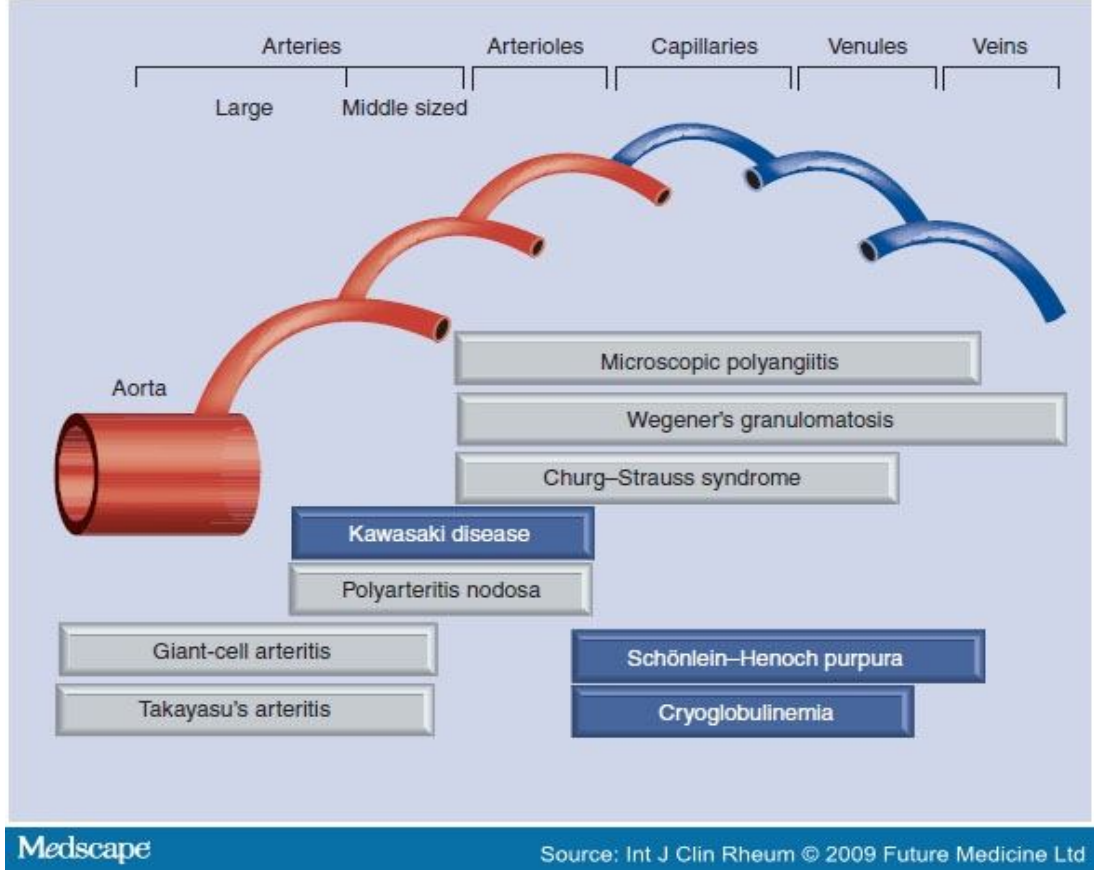 Arteries Arterioles Capillaries Venules Veins
Large Middle sized
Aorta
Microscopic polyangiitis
Wegener's granulomatosis
Churg–Strauss syndrome
Kawasaki disease
Polyarteritis nodosa
Giant-cell arteritis
Schönlein–Henoch purpura
Takayasu's arteritis
Cryoglobulinemia
Medscape
Source: Int J Clin Rheum © 2009 Future Medicine Ltd